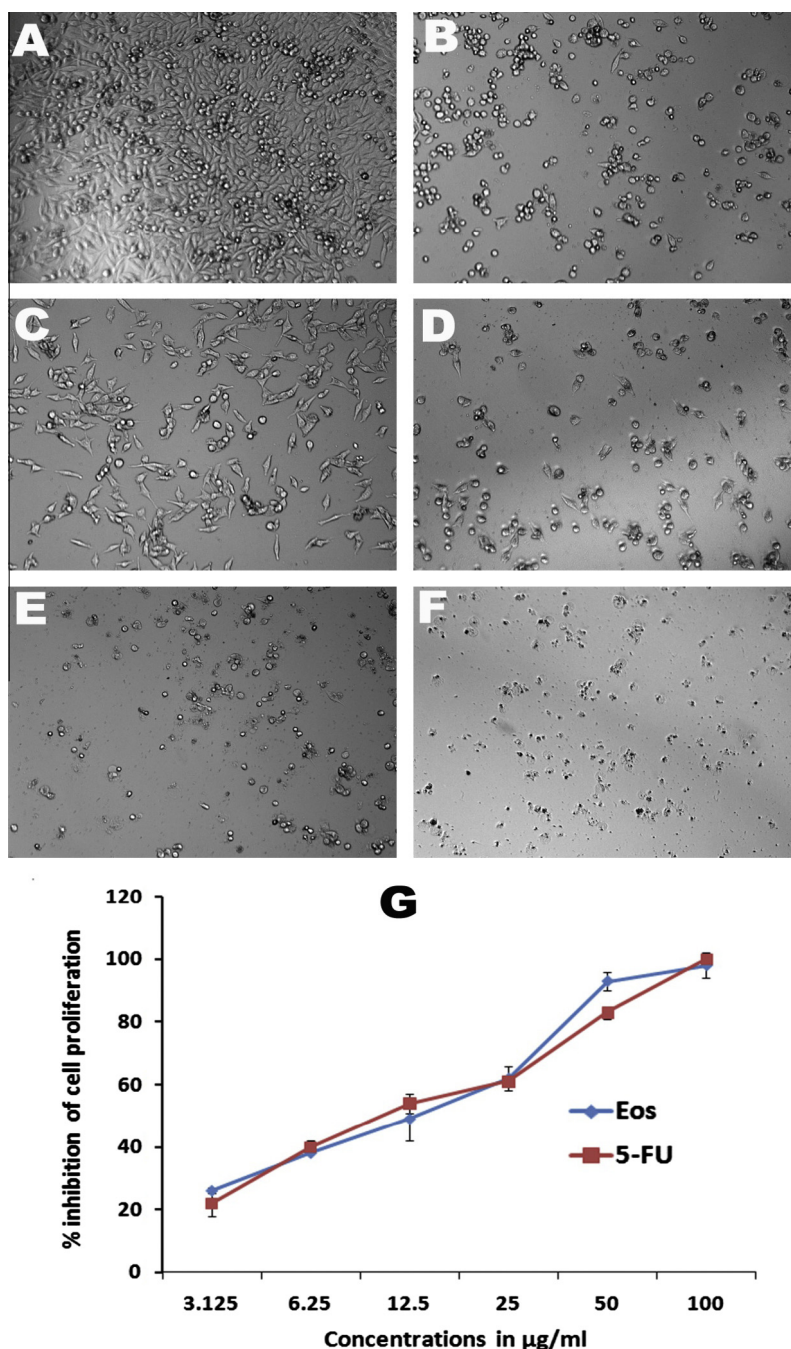 A
B
C
D
E
F
G
120
100
80
60
40
20
0
% inhibition of cell proliferation
Eos
5-FU
3.125 6.25 12.5 25 50 100
Concentrations in µg/ml